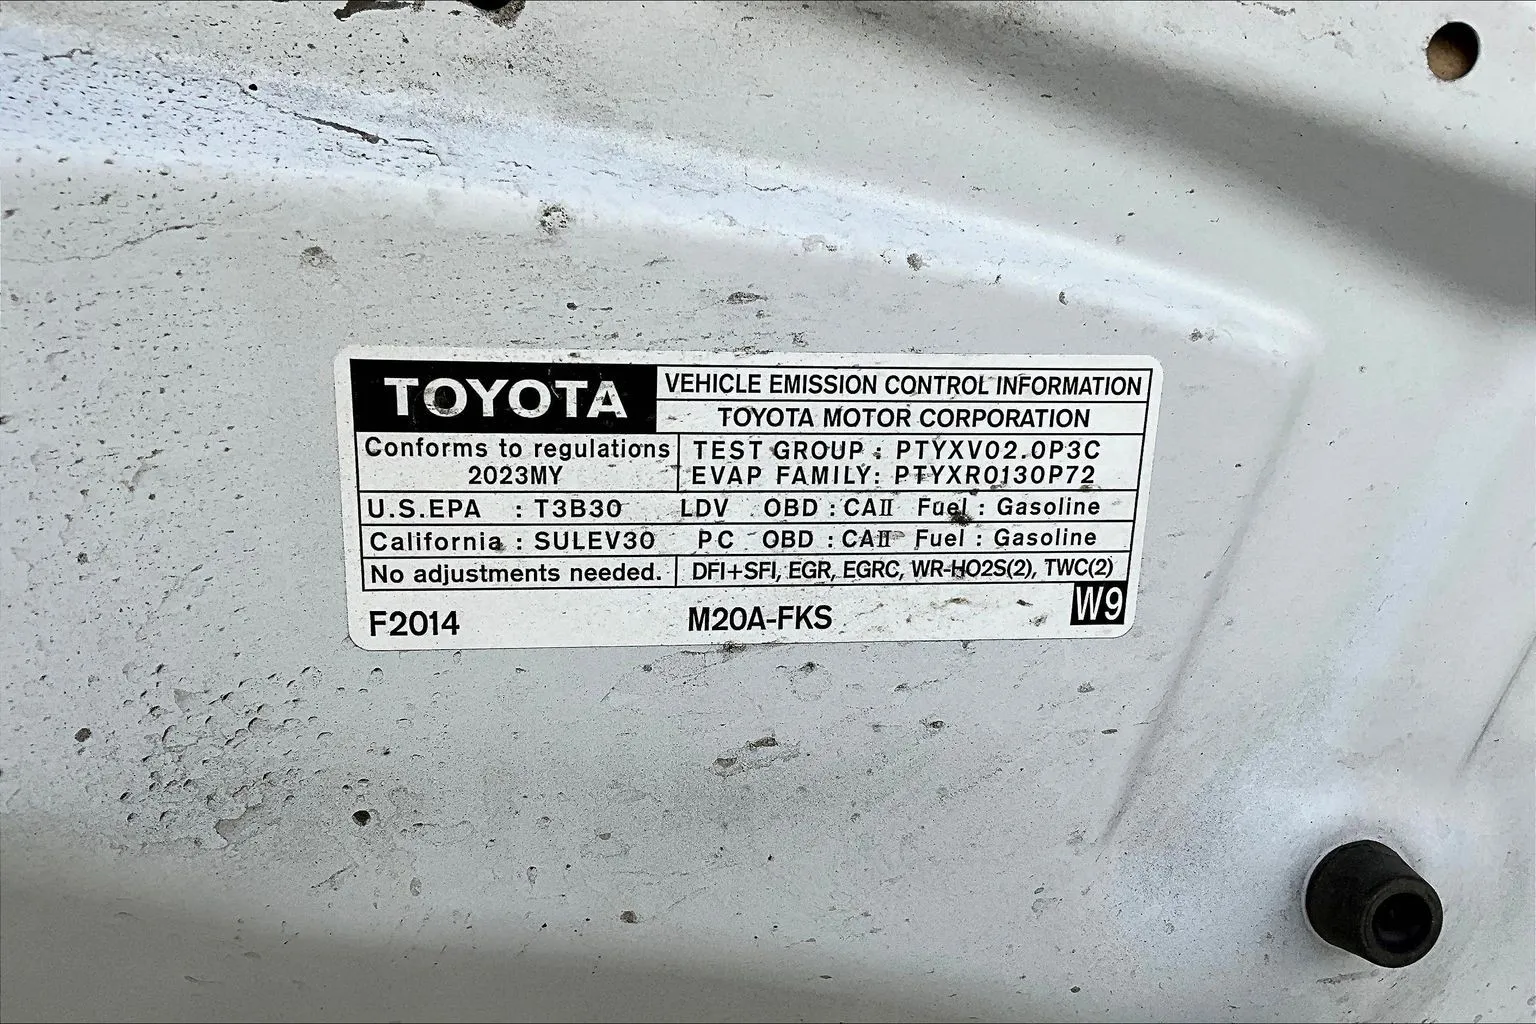 TOYOTA
VEHICLE EMISSION CONTROL INFORMATION
TOYOTA MOTOR CORPORATION
Conforms to regulations
2023MY
TEST GROUP : PTYXV02.0P3C
EVAP FAMILY: PTYXR0130P72
U.S.EPA : T3B30 LDV OBD : CAII Fuel : Gasoline
California : SULEV30 PC OBD : CAII Fuel : Gasoline
No adjustments needed. DFI+SFI, EGR, EGRC, WR-HO2S(2), TWC(2)
F2014 M20A-FKS W9